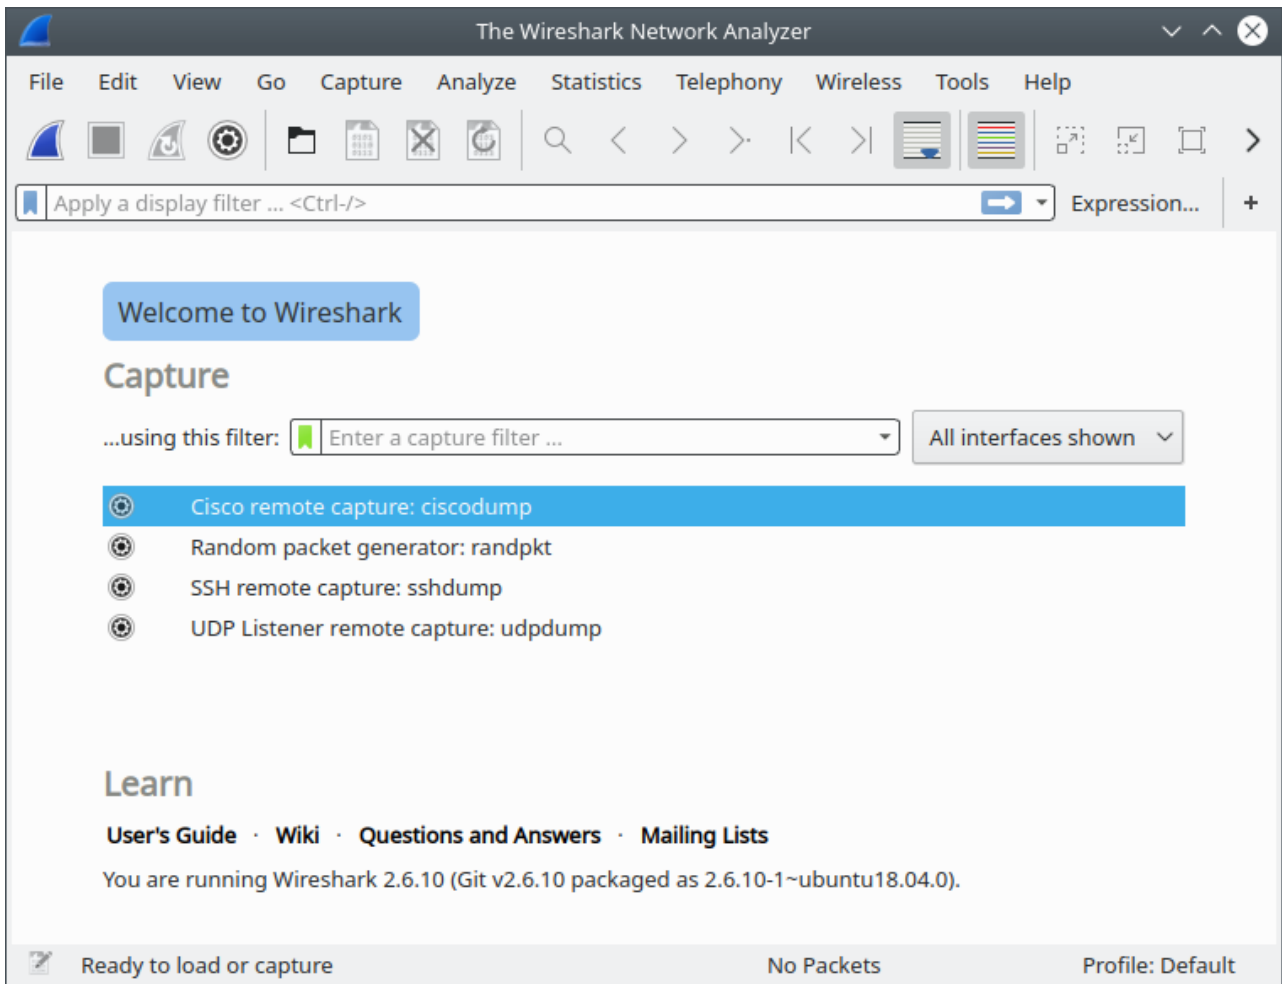 The Wireshark Network Analyzer
File Edit View Go Capture Analyze Statistics Telephony Wireless Tools Help
Apply a display filter ... <Ctrl-/> Expression... +
Welcome to Wireshark
Capture
...using this filter: Enter a capture filter ... All interfaces shown
Cisco remote capture: ciscodump
Random packet generator: randpkt
SSH remote capture: sshdump
UDP Listener remote capture: udpdump
Learn
User's Guide · Wiki · Questions and Answers · Mailing Lists
You are running Wireshark 2.6.10 (Git v2.6.10 packaged as 2.6.10-1~ubuntu18.04.0).
Ready to load or capture No Packets Profile: Default